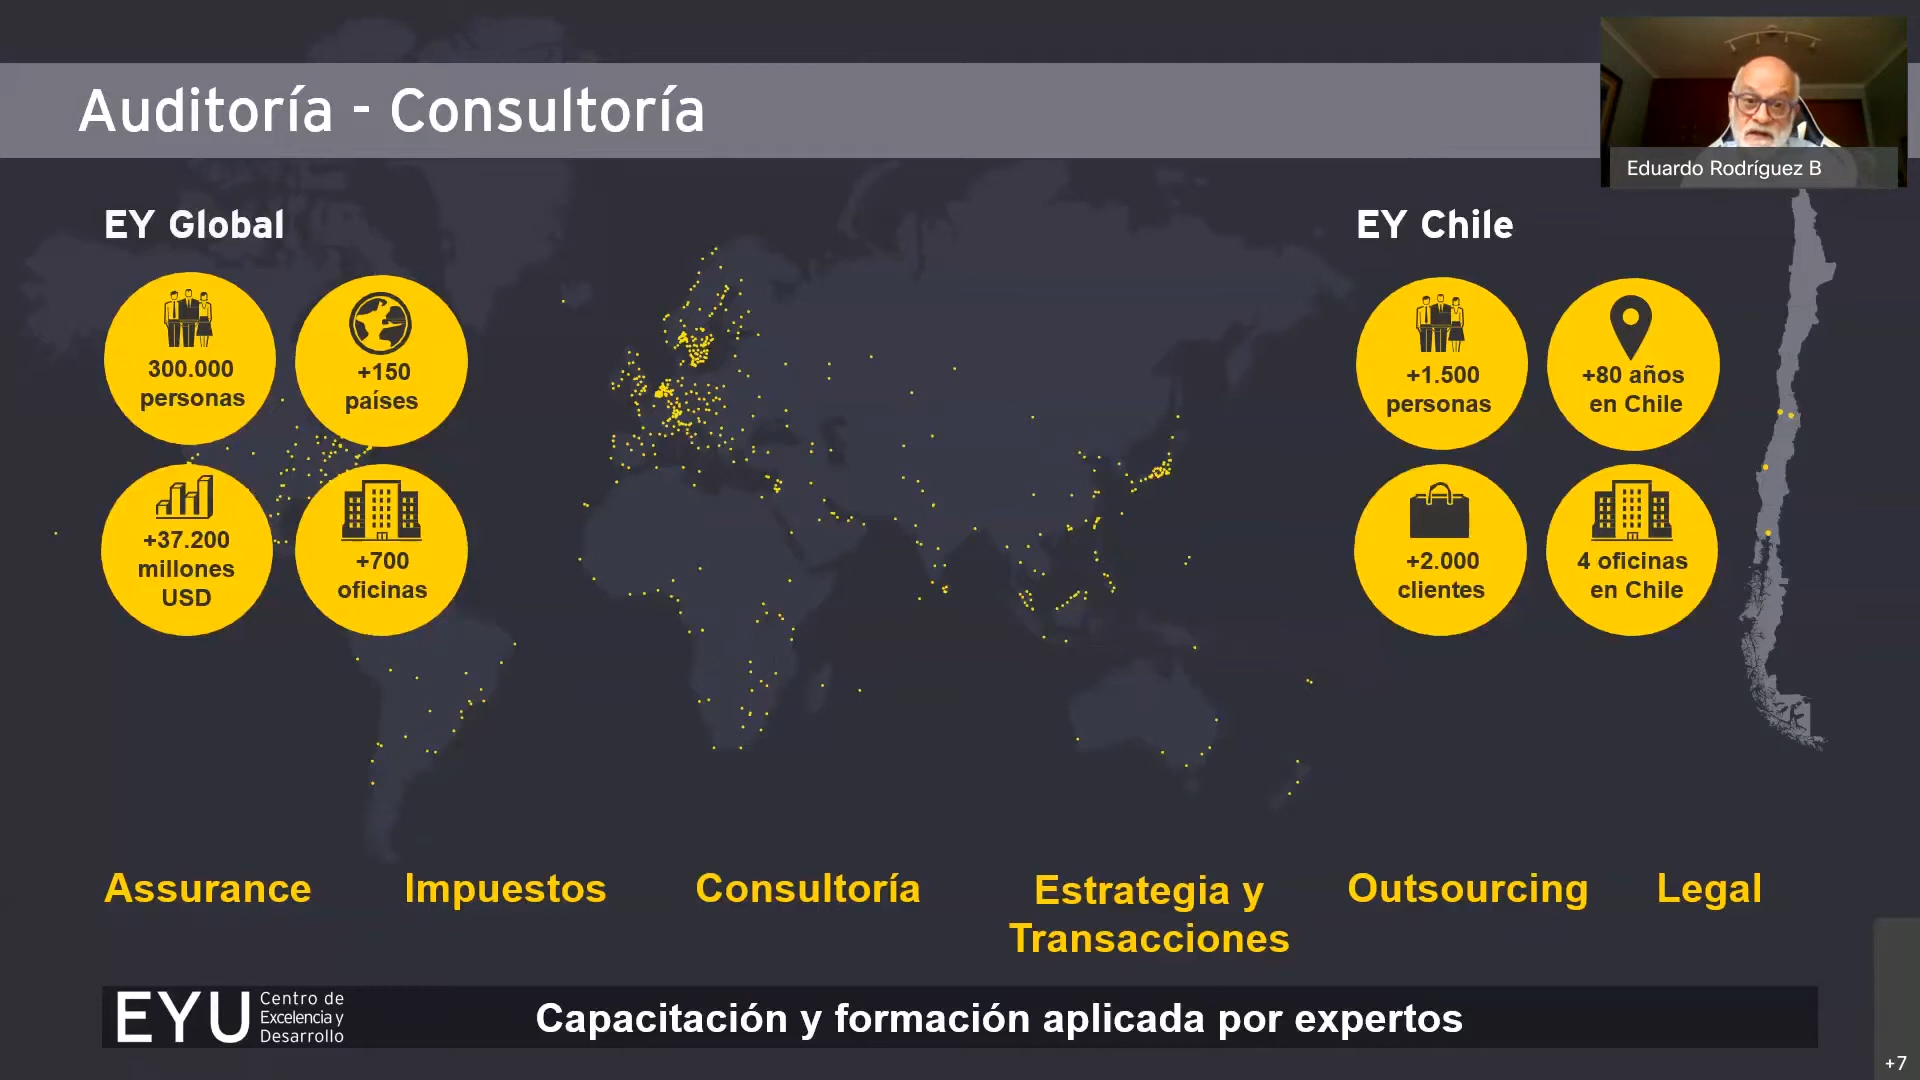 Auditoría - Consultoría
Eduardo Rodríguez B
EY Global
300.000
personas
+150
países
+37.200
millones
USD
+700
oficinas
EY Chile
+1.500
personas
+80 años
en Chile
+2.000
clientes
4 oficinas
en Chile
Assurance
Impuestos
Consultoría
Estrategia y
Transacciones
Outsourcing
Legal
EYU
Centro de
Excelencia y
Desarrollo
Capacitación y formación aplicada por expertos
+7